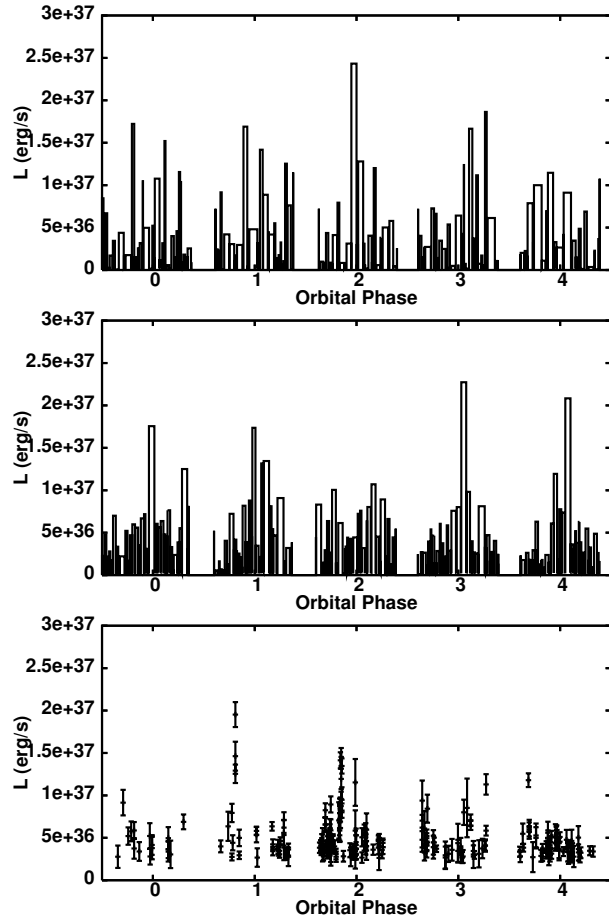 3e+37
2.5e+37
2e+37
1.5e+37
1e+37
5e+36
0
L (erg/s)
0 1 2 3 4
Orbital Phase
3e+37
2.5e+37
2e+37
1.5e+37
1e+37
5e+36
0
L (erg/s)
0 1 2 3 4
Orbital Phase
3e+37
2.5e+37
2e+37
1.5e+37
1e+37
5e+36
0
L (erg/s)
0 1 2 3 4
Orbital Phase